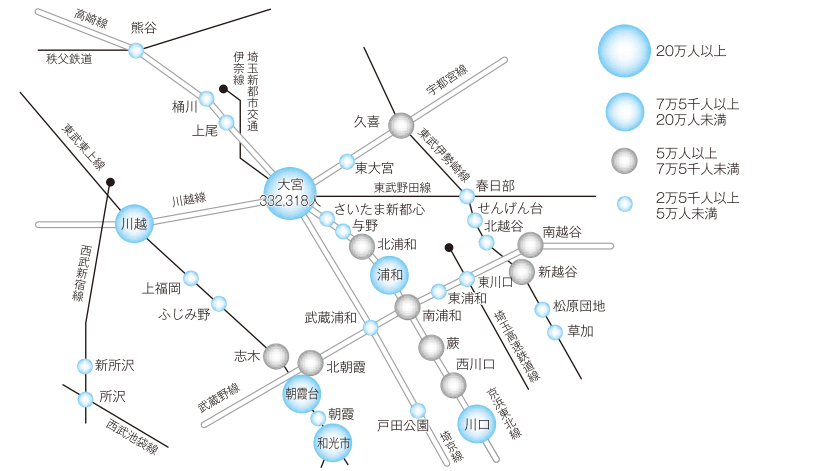 高崎線
熊谷
秩父鉄道
埼玉新都市交通
伊奈線
桶川
上尾
宇都宮線
久喜
東武伊勢崎線
東武東上線
東大宮
大宮
332,318人
東武野田線
春日部
川越線
川越
さいたま新都心
与野
せんげん台
北越谷
北浦和
南越谷
新越谷
西武新宿線
上福岡
ふじみ野
浦和
東川口
東浦和
南浦和
武蔵浦和
松原団地
草加
埼玉高速鉄道線
志木
北朝霞
蕨
西川口
新所沢
所沢
武蔵野線
朝霞台
朝霞
和光市
戸田公園
川口
京浜東北線
埼京線
西武池袋線
20万人以上
7万5千人以上
20万人未満
5万人以上
7万5千人未満
2万5千人以上
5万人未満